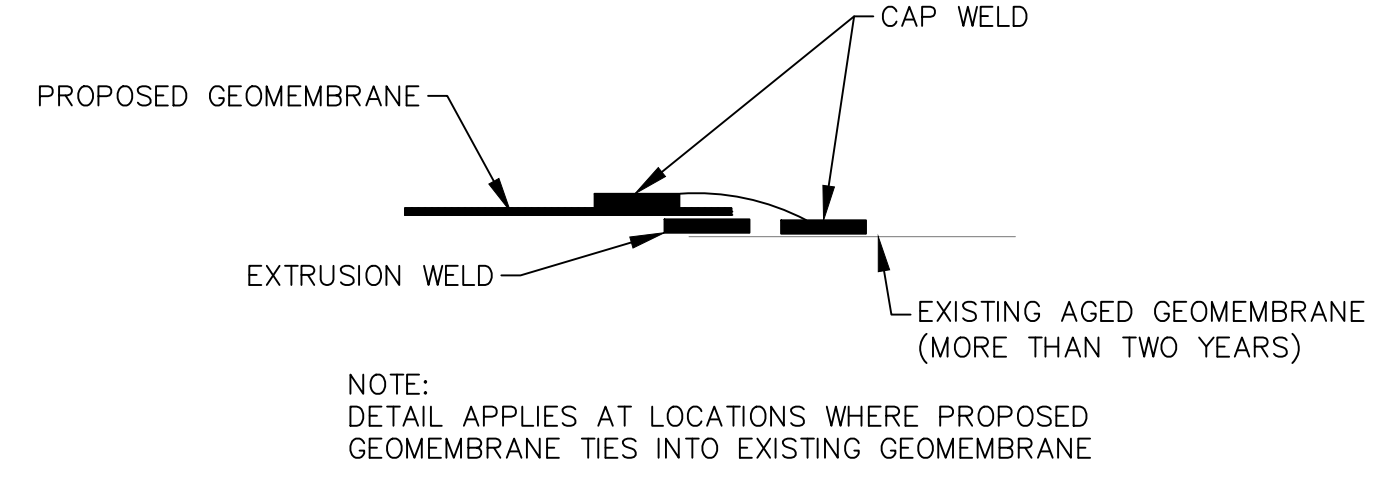 CAP WELD
PROPOSED GEOMEMBRANE
EXTRUSION WELD
EXISTING AGED GEOMEMBRANE
(MORE THAN TWO YEARS)
NOTE:
DETAIL APPLIES AT LOCATIONS WHERE PROPOSED
GEOMEMBRANE TIES INTO EXISTING GEOMEMBRANE